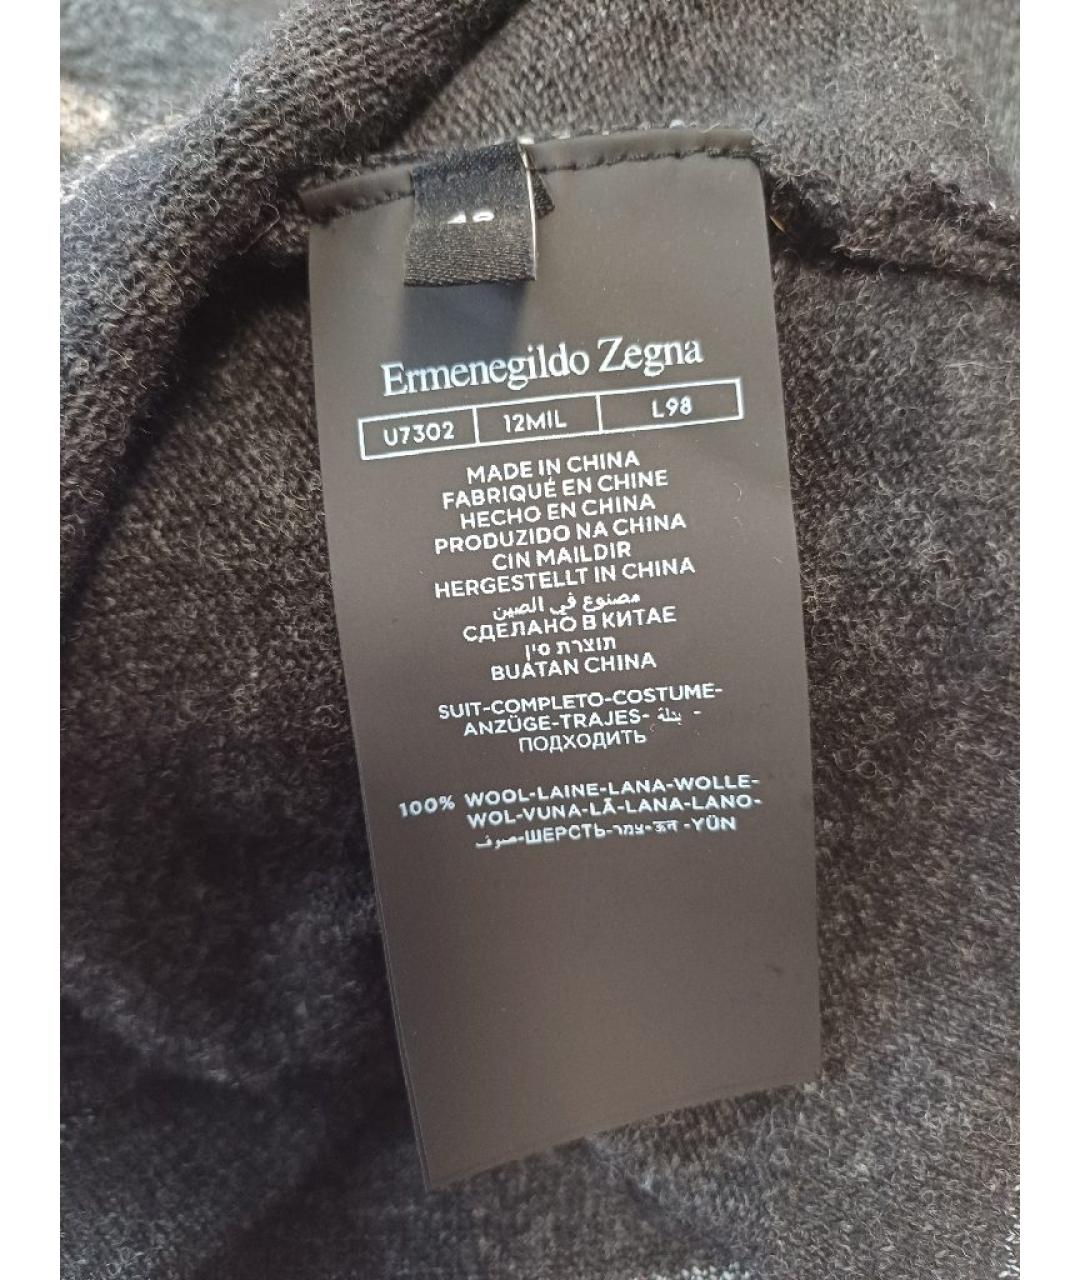 Ermenegildo Zegna
U7302 12MIL L98
MADE IN CHINA
FABRIQUÉ EN CHINE
HECHO EN CHINA
PRODUZIDO NA CHINA
CIN MAILDIR
HERGESTELLT IN CHINA
مصنوع في الصين
СДЕЛАНО В КИТАЕ
תוצרת סין
BUATAN CHINA
SUIT-COMPLETO-COSTUME-
ANZÜGE-TRAJES- بدلة -
ПОДХОДИТЬ
100% WOOL-LAINE-LANA-WOLLE-
WOL-VUNA-LÃ-LANA-LANO-
صوف-ШЕРСТЬ-צמר-ऊन -YÜN